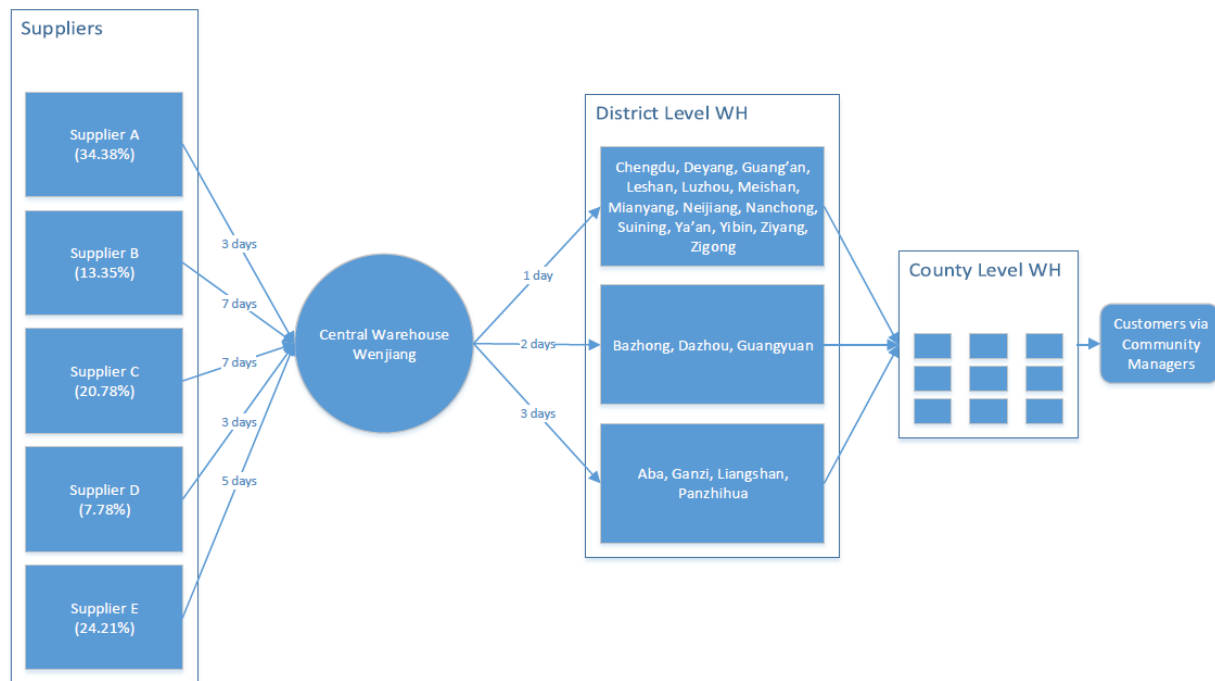 Suppliers
Supplier A
(34.38%)
Supplier B
(13.35%)
Supplier C
(20.78%)
Supplier D
(7.78%)
Supplier E
(24.21%)
3 days
7 days
7 days
3 days
5 days
Central Warehouse
Wenjiang
1 day
2 days
3 days
District Level WH
Chengdu, Deyang, Guang’an,
Leshan, Luzhou, Meishan,
Mianyang, Neijiang, Nanchong,
Suining, Ya’an, Yibin, Ziyang,
Zigong
Bazhong, Dazhou, Guangyuan
Aba, Ganzi, Liangshan,
Panzhihua
County Level WH
Customers via
Community
Managers